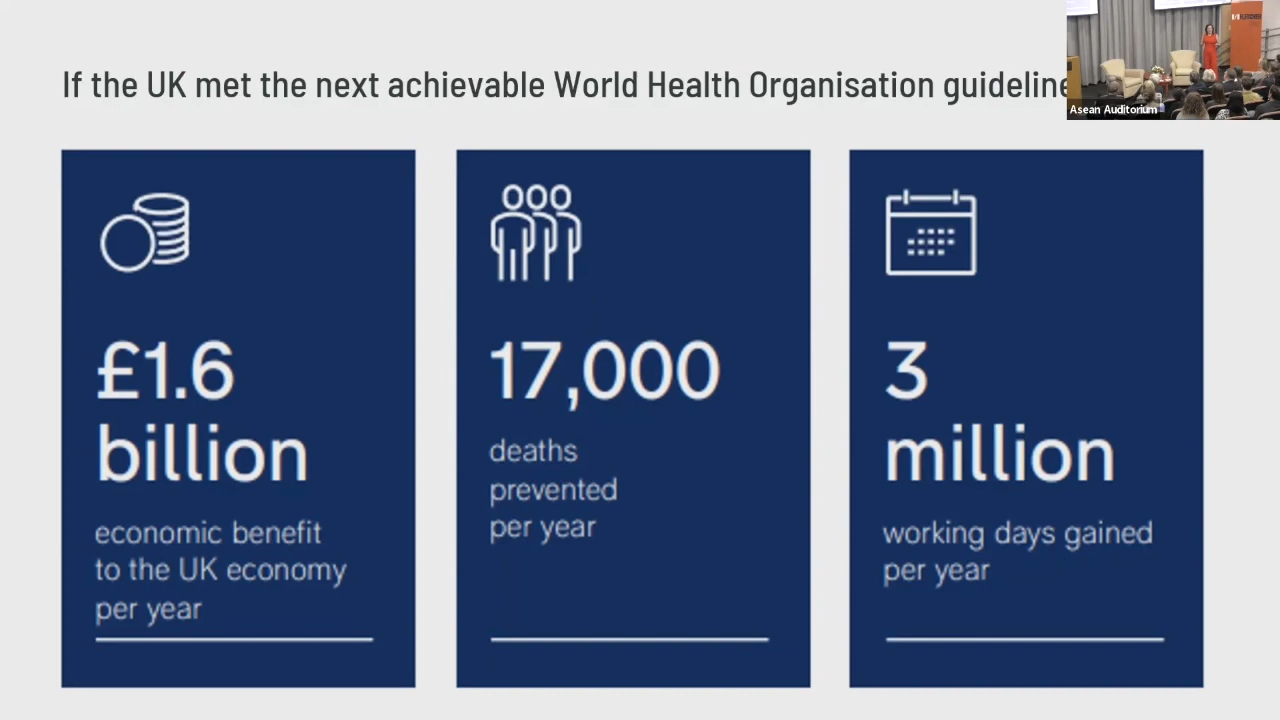 If the UK met the next achievable World Health Organisation guideline
Asean Auditorium
£1.6
billion
economic benefit
to the UK economy
per year
17,000
deaths
prevented
per year
3
million
working days gained
per year